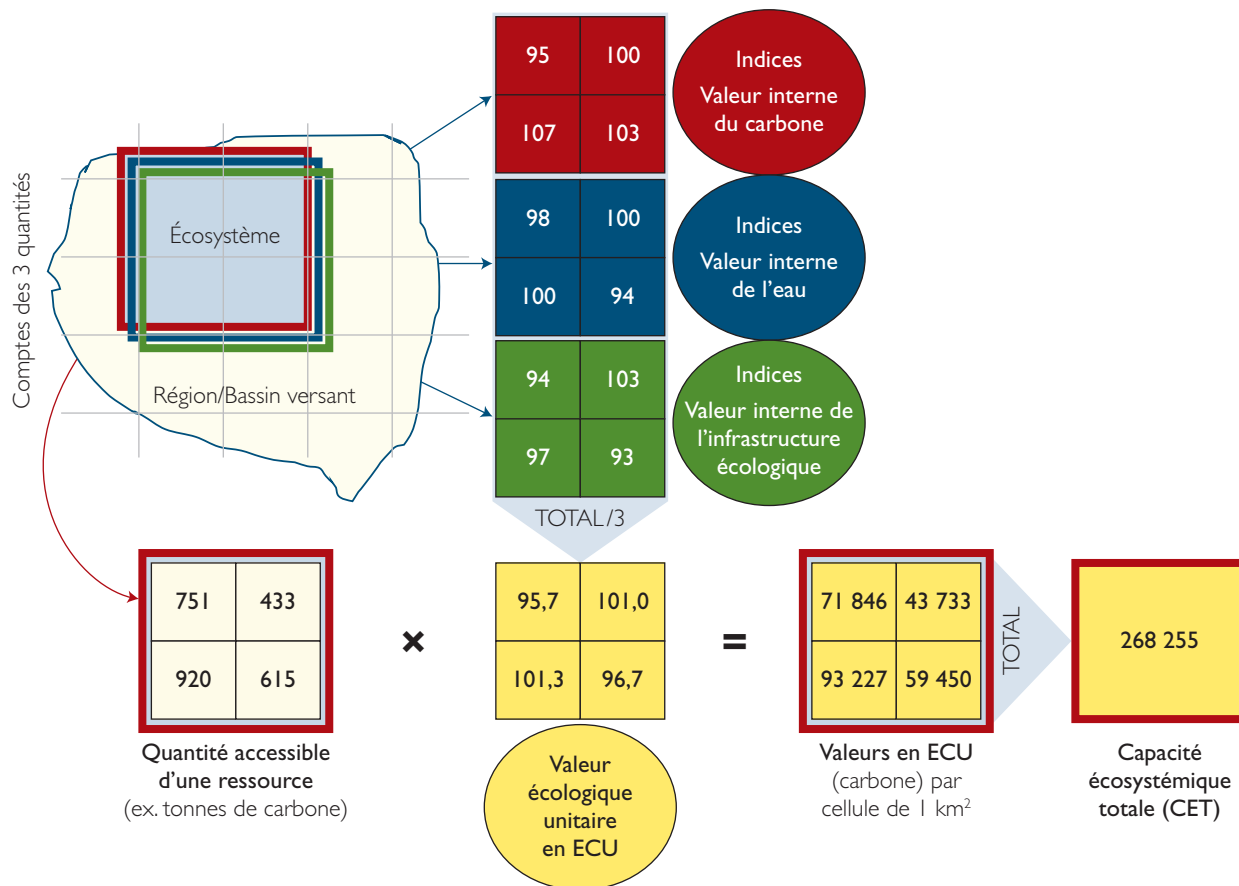 95 100
107 103
Indices
Valeur interne
du carbone
Comptes des 3 quantités
Écosystème
Région/Bassin versant
98 100
100 94
Indices
Valeur interne
de l'eau
94 103
97 93
Indices
Valeur interne de
l'infrastructure
écologique
TOTAL/3
751 433
920 615
×
95,7 101,0
101,3 96,7
=
71 846 43 733
93 227 59 450
TOTAL
268 255
Quantité accessible
d'une ressource
(ex. tonnes de carbone)
Valeur
écologique
unitaire
en ECU
Valeurs en ECU
(carbone) par
cellule de 1 km²
Capacité
écosystémique
totale (CET)